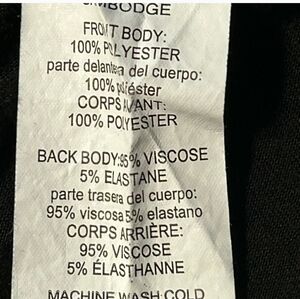 CAMBODGE
FRONT BODY:
100% POLYESTER
parte delantera del cuerpo:
100% poliéster
CORPS AVANT:
100% POLYESTER
BACK BODY:95% VISCOSE
5% ELASTANE
parte trasera del cuerpo:
95% viscosa 5% elastano
CORPS ARRIÈRE:
95% VISCOSE
5% ÉLASTHANNE
MACHINE WASH COLD